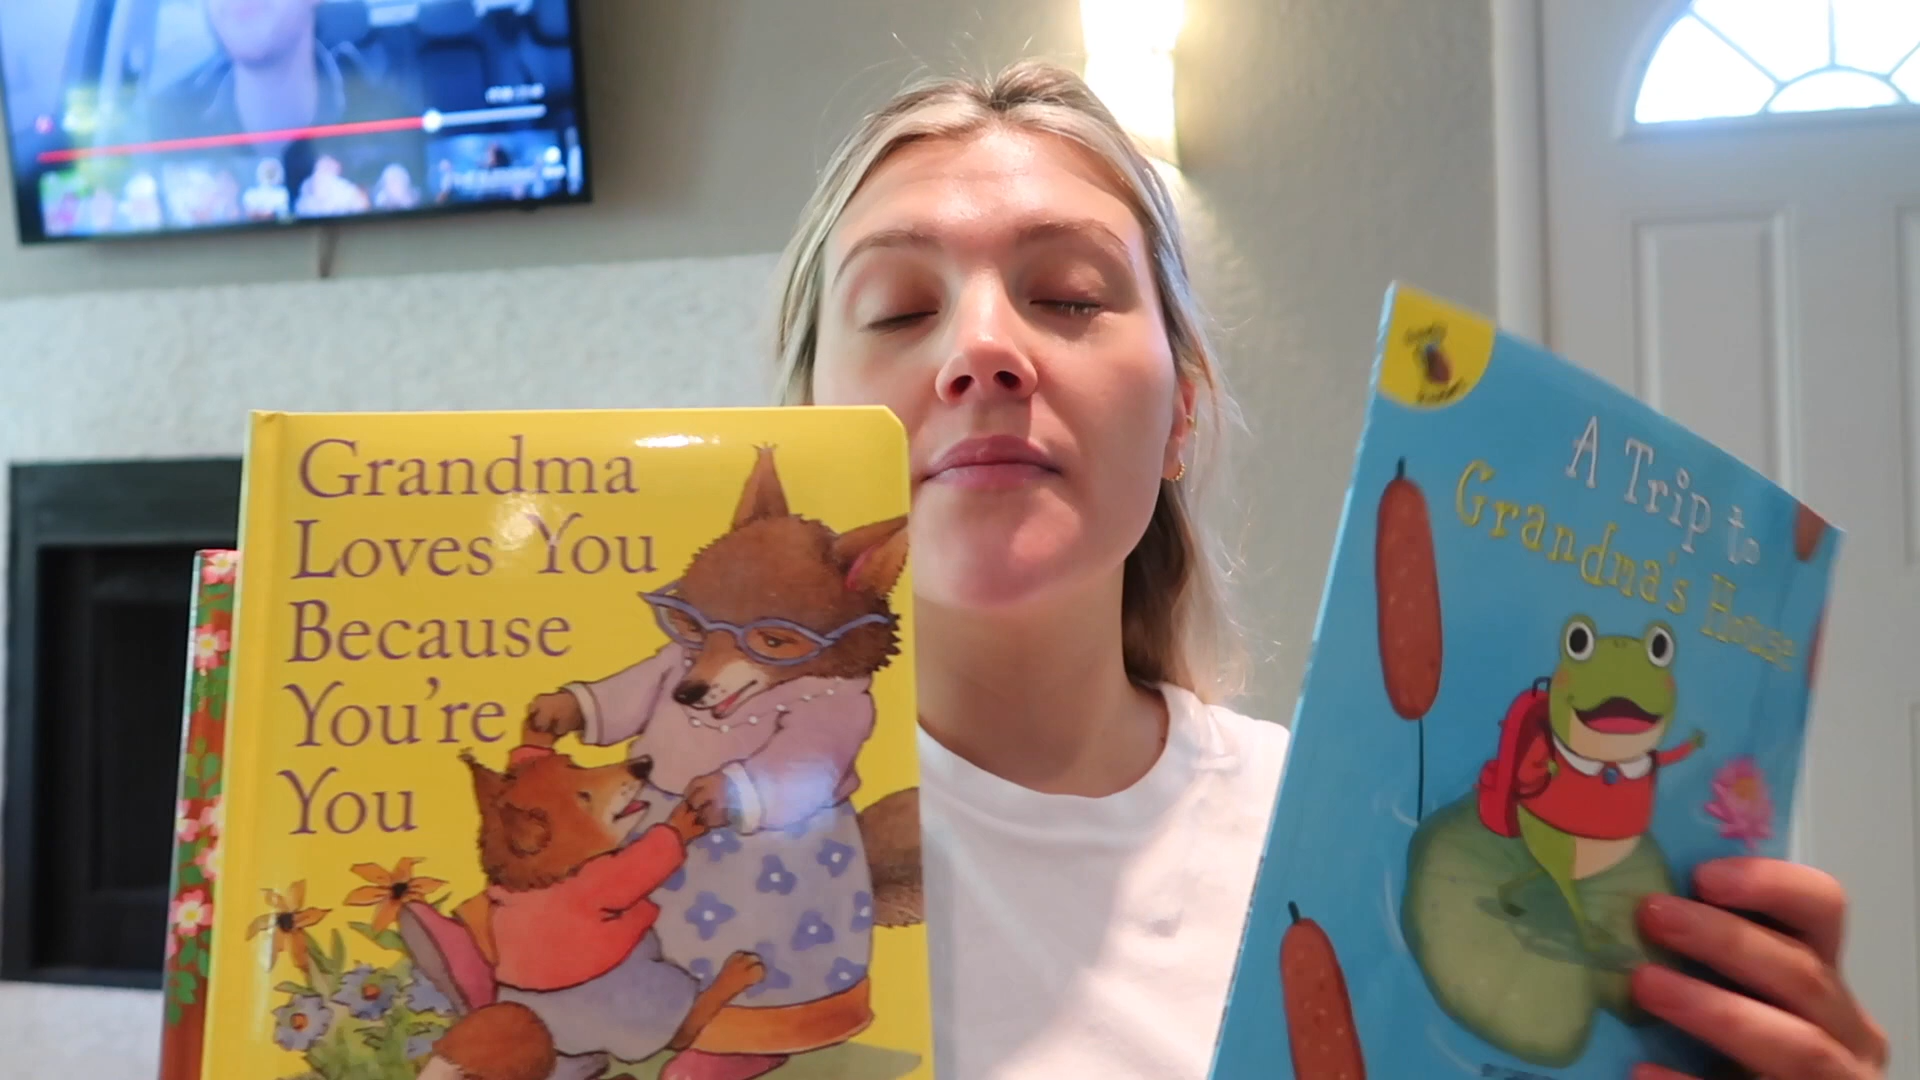 Grandma
Loves You
Because
You're
You
A Trip to
Grandma's House